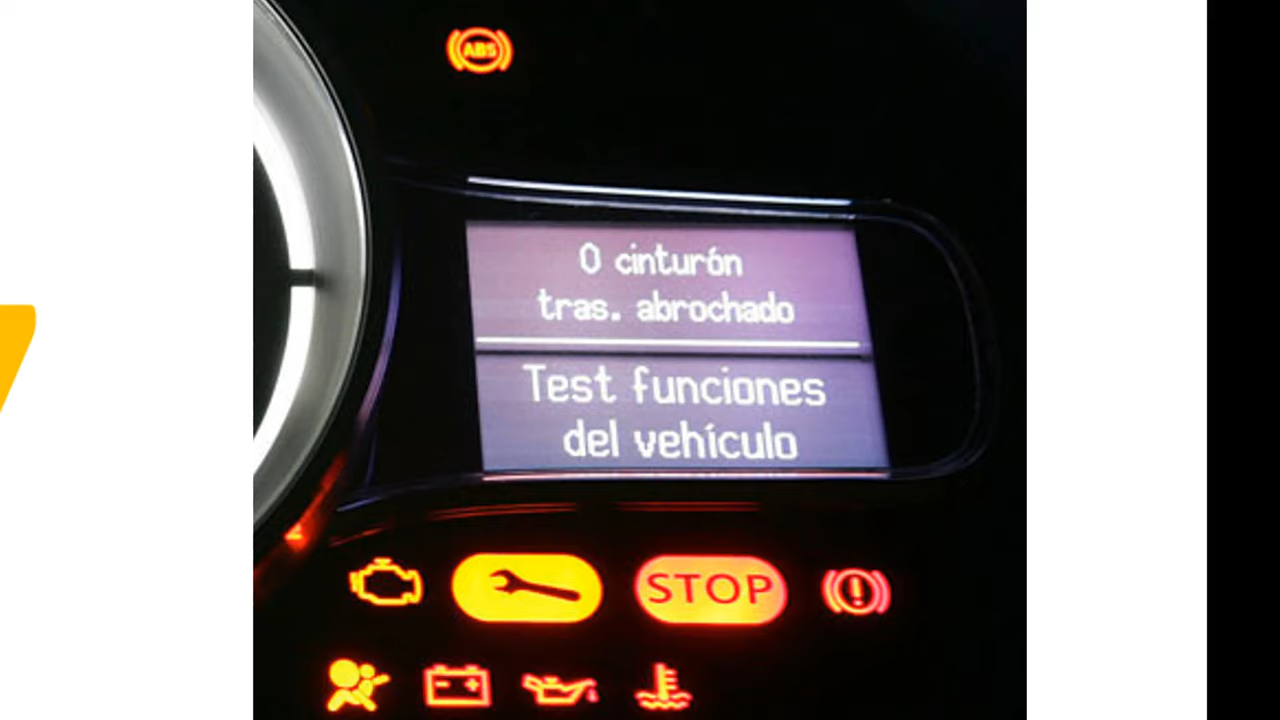 ABS
0 cinturón
tras. abrochado
Test funciones
del vehículo
STOP